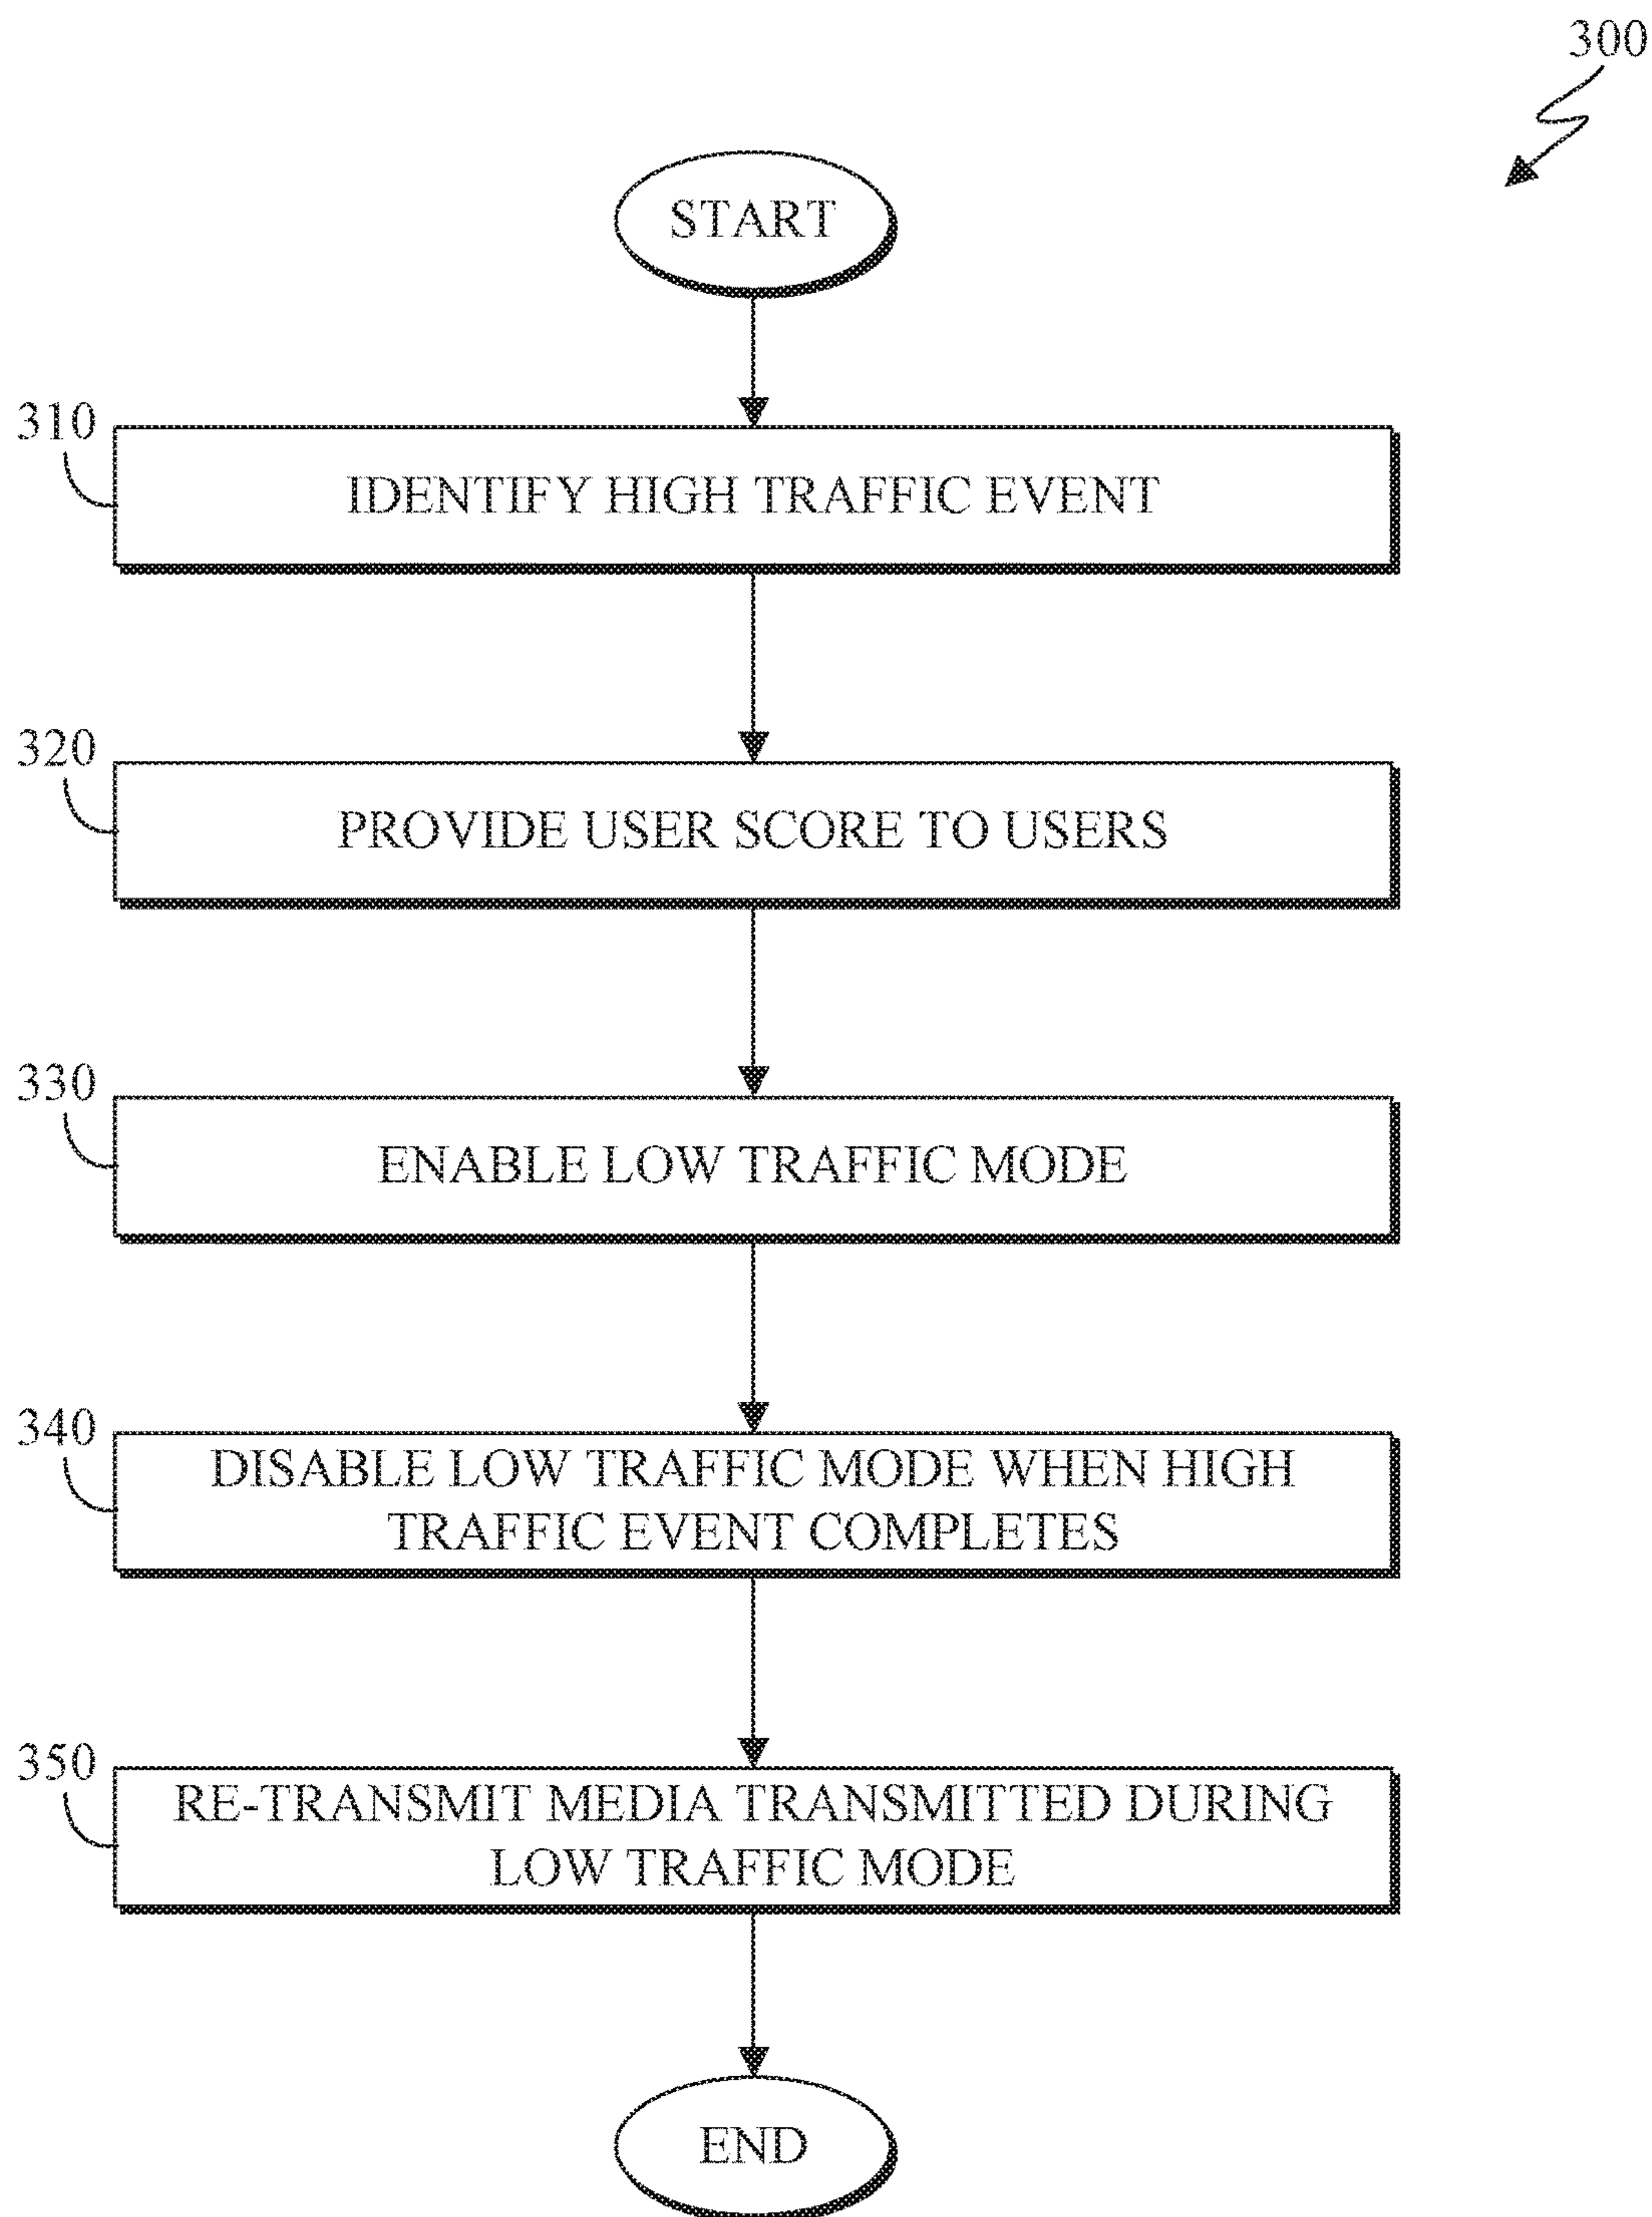 300
START
310
IDENTIFY HIGH TRAFFIC EVENT
320
PROVIDE USER SCORE TO USERS
330
ENABLE LOW TRAFFIC MODE
340
DISABLE LOW TRAFFIC MODE WHEN HIGH
TRAFFIC EVENT COMPLETES
350
RE-TRANSMIT MEDIA TRANSMITTED DURING
LOW TRAFFIC MODE
END